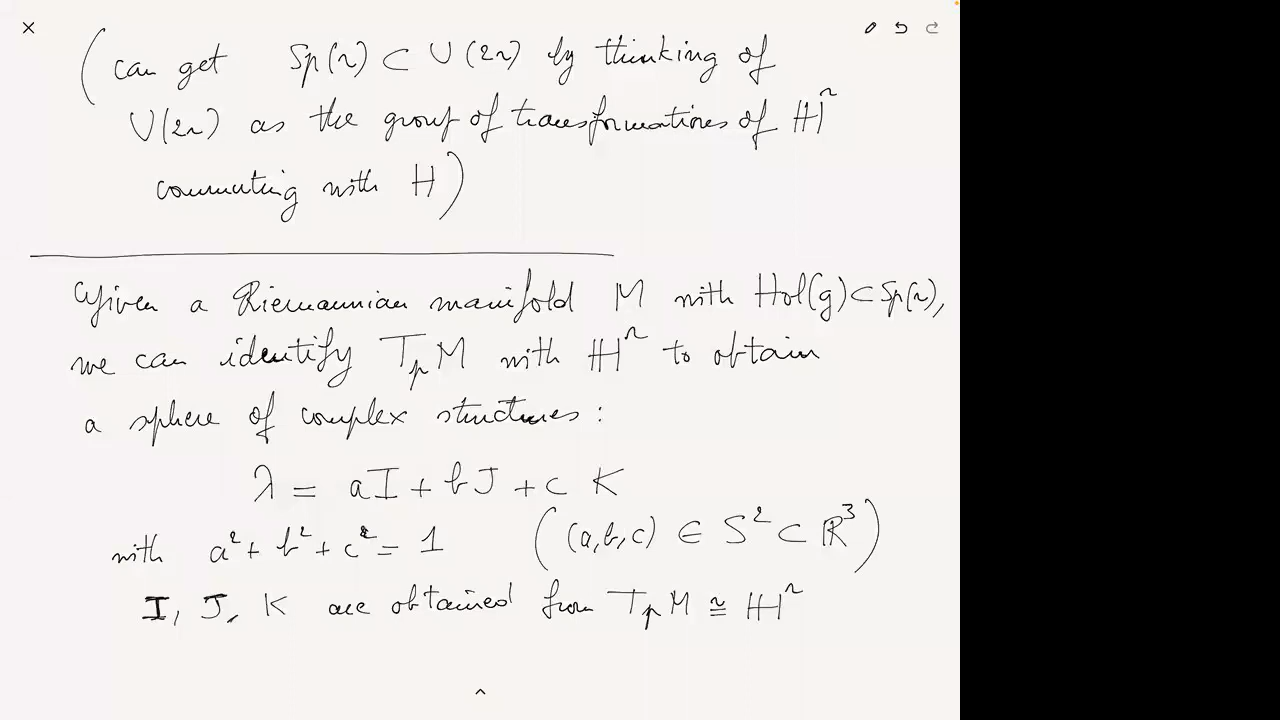 (can get Sp(n) ⊂ U(2n) by thinking of
U(2n) as the group of transformations of ℍⁿ
commuting with H)
Given a Riemannian manifold M with Hol(g) ⊂ Sp(n),
we can identify TₚM with ℍⁿ to obtain
a sphere of complex structures:
λ = aI + bJ + cK
with a² + b² + c² = 1 ((a,b,c) ∈ S² ⊂ ℝ³)
I, J, K are obtained from TₚM ≅ ℍⁿ